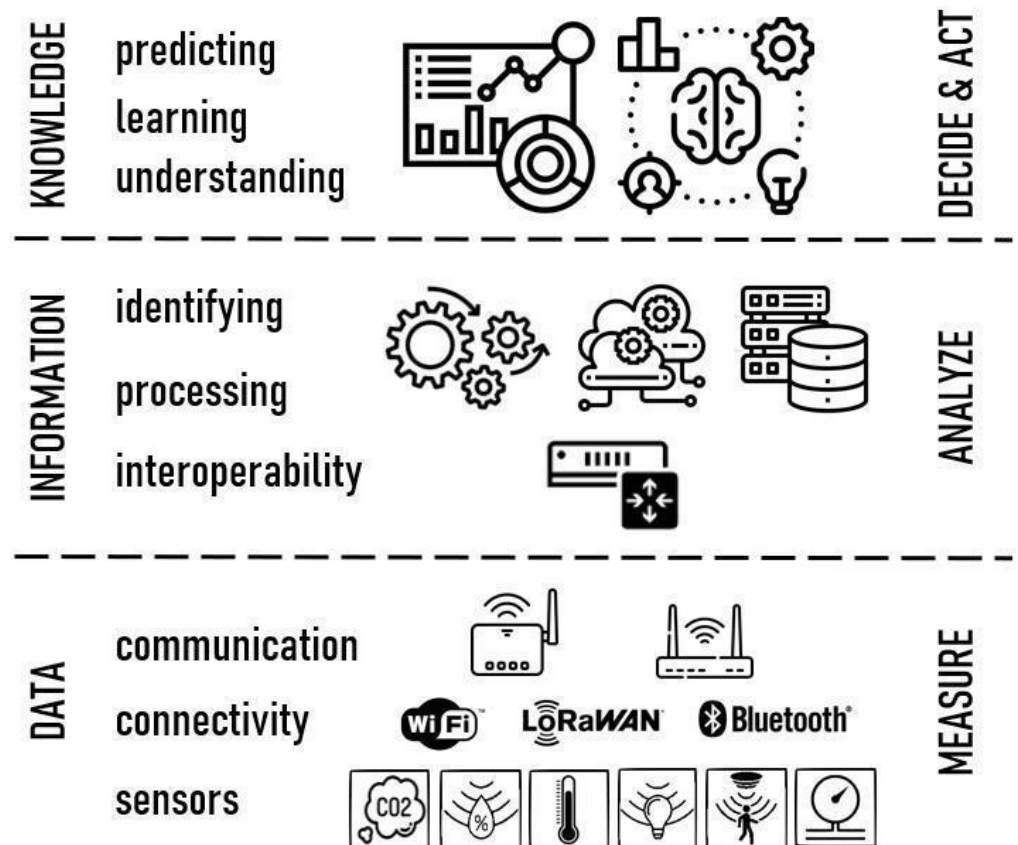 KNOWLEDGE
predicting
learning
understanding
DECIDE & ACT
INFORMATION
identifying
processing
interoperability
ANALYZE
DATA
communication
connectivity
WiFi™
LoRaWAN
Bluetooth®
sensors
CO2
%
MEASURE